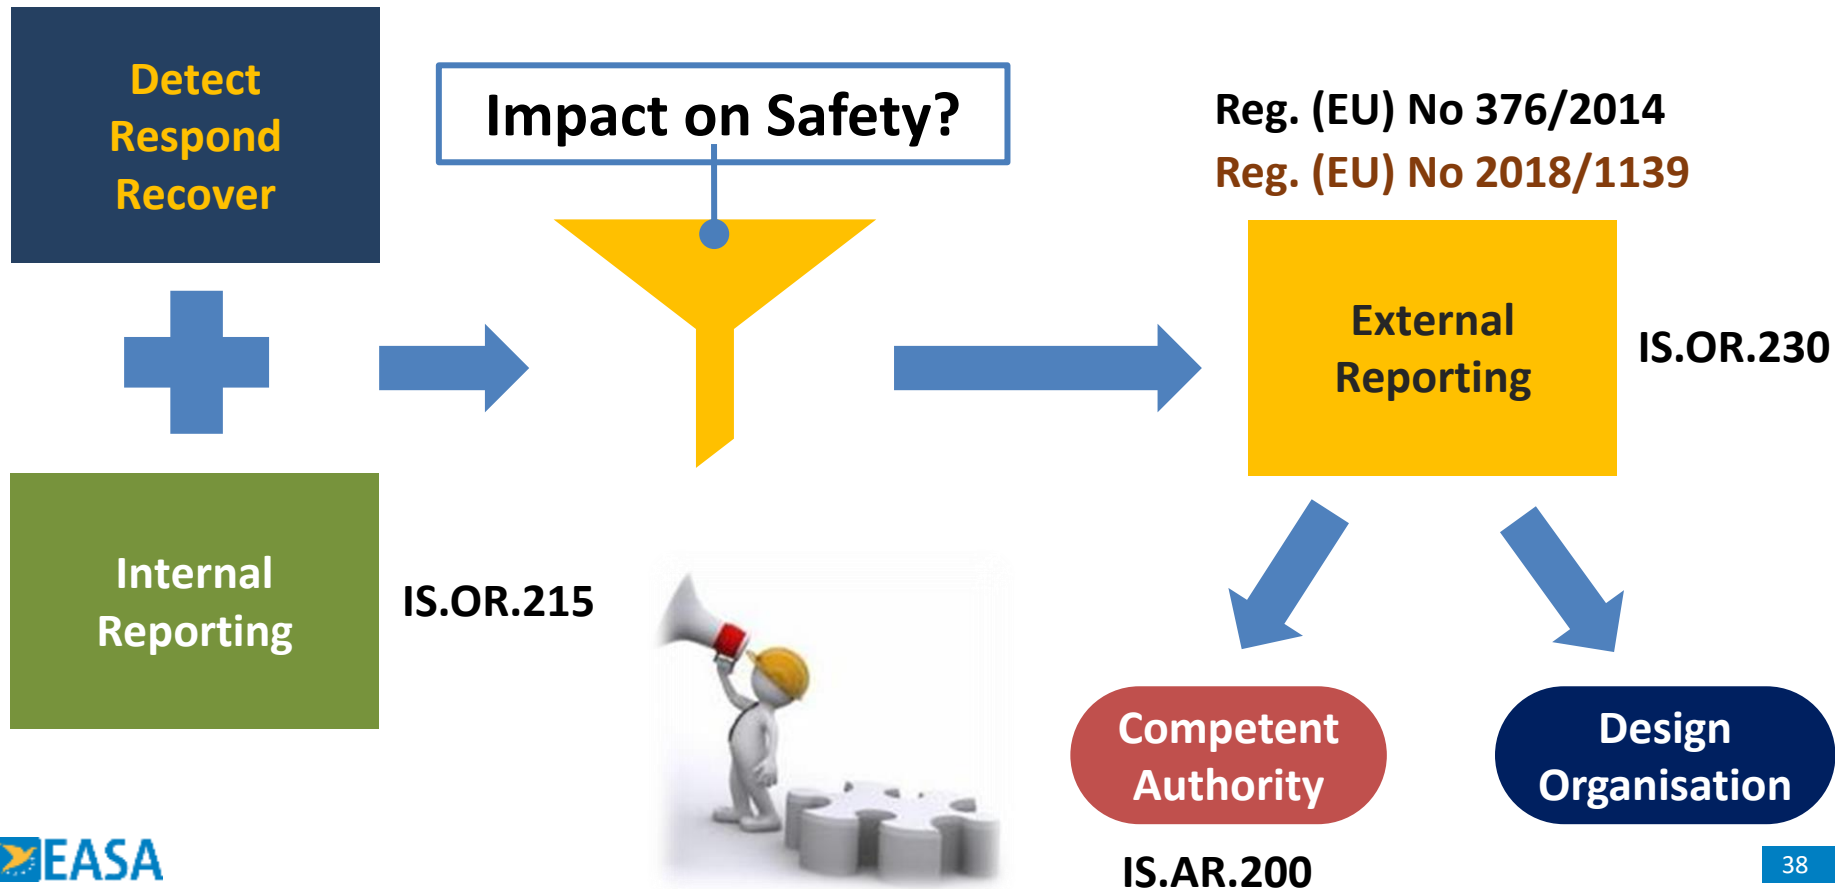 Detect
Respond
Recover
Impact on Safety?
Reg. (EU) No 376/2014
Reg. (EU) No 2018/1139
External
Reporting
IS.OR.230
Internal
Reporting
IS.OR.215
Competent
Authority
Design
Organisation
IS.AR.200
EASA
38